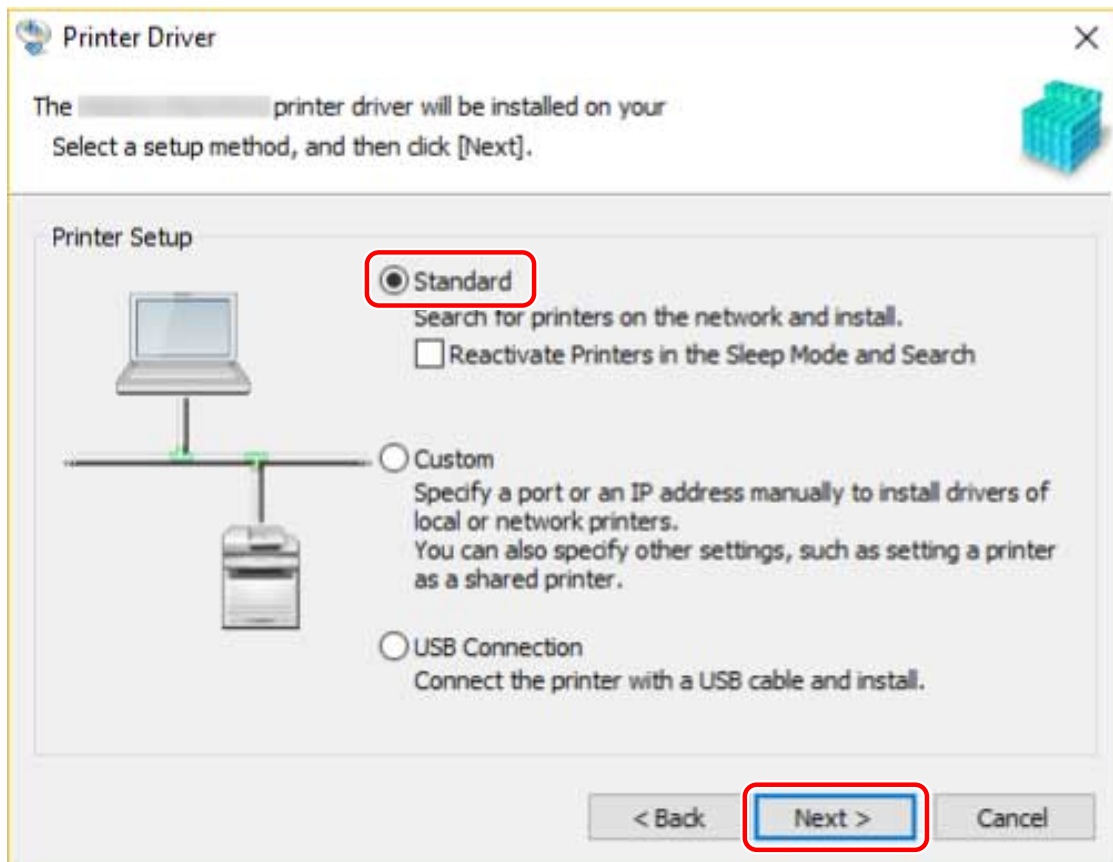 Printer Driver
The printer driver will be installed on your
Select a setup method, and then click [Next].
Printer Setup
Standard
Search for printers on the network and install.
Reactivate Printers in the Sleep Mode and Search
Custom
Specify a port or an IP address manually to install drivers of
local or network printers.
You can also specify other settings, such as setting a printer
as a shared printer.
USB Connection
Connect the printer with a USB cable and install.
< Back
Next >
Cancel